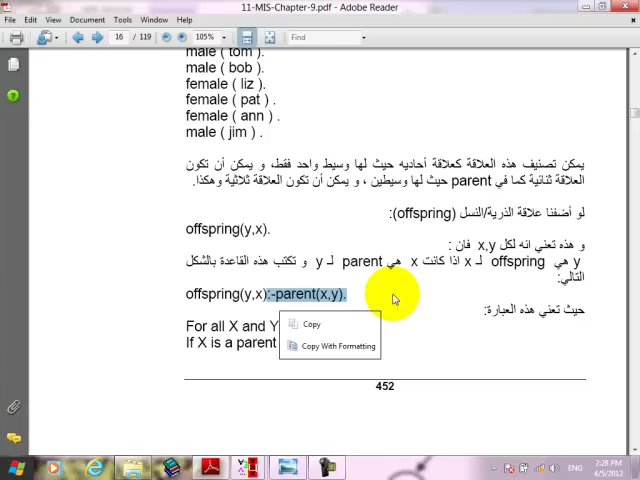 11-MIS-Chapter-9.pdf - Adobe Reader
File Edit View Document Tools Window Help
16 / 119 105% Find
male ( tom ).
male ( bob ).
female ( liz ).
female ( pat ) .
female ( ann ) .
male ( jim ) .
يمكن تصنيف هذه العلاقة كعلاقة أحاديه حيث لها وسيط واحد فقط، و يمكن أن تكون
العلاقة ثنائية كما في parent حيث لها وسيطين ، و يمكن أن تكون العلاقة ثلاثية وهكذا.
لو أضفنا علاقة الذرية/النسل (offspring):
offspring(y,x).
و هذه تعني انه لكل x,y فان :
y هي offspring لـ x اذا كانت x هي parent لـ y و تكتب هذه القاعدة بالشكل
التالي:
offspring(y,x):-parent(x,y).
حيث تعني هذه العبارة:
For all X and Y
If X is a parent
Copy
Copy With Formatting
452
2:28 PM
4/5/2012